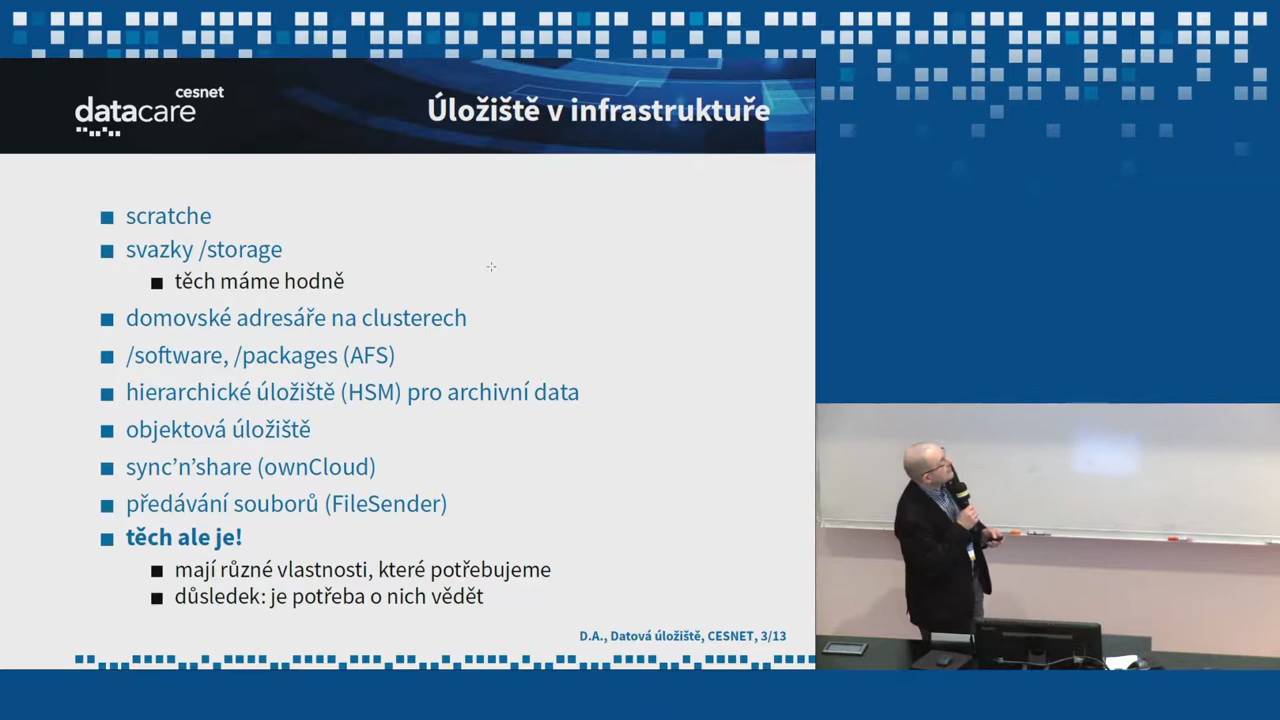 cesnet
datacare
Úložiště v infrastruktuře
scratche
svazky /storage
těch máme hodně
domovské adresáře na clusterech
/software, /packages (AFS)
hierarchické úložiště (HSM) pro archivní data
objektová úložiště
sync’n’share (ownCloud)
předávání souborů (FileSender)
těch ale je!
mají různé vlastnosti, které potřebujeme
důsledek: je potřeba o nich vědět
D.A., Datová úložiště, CESNET, 3/13